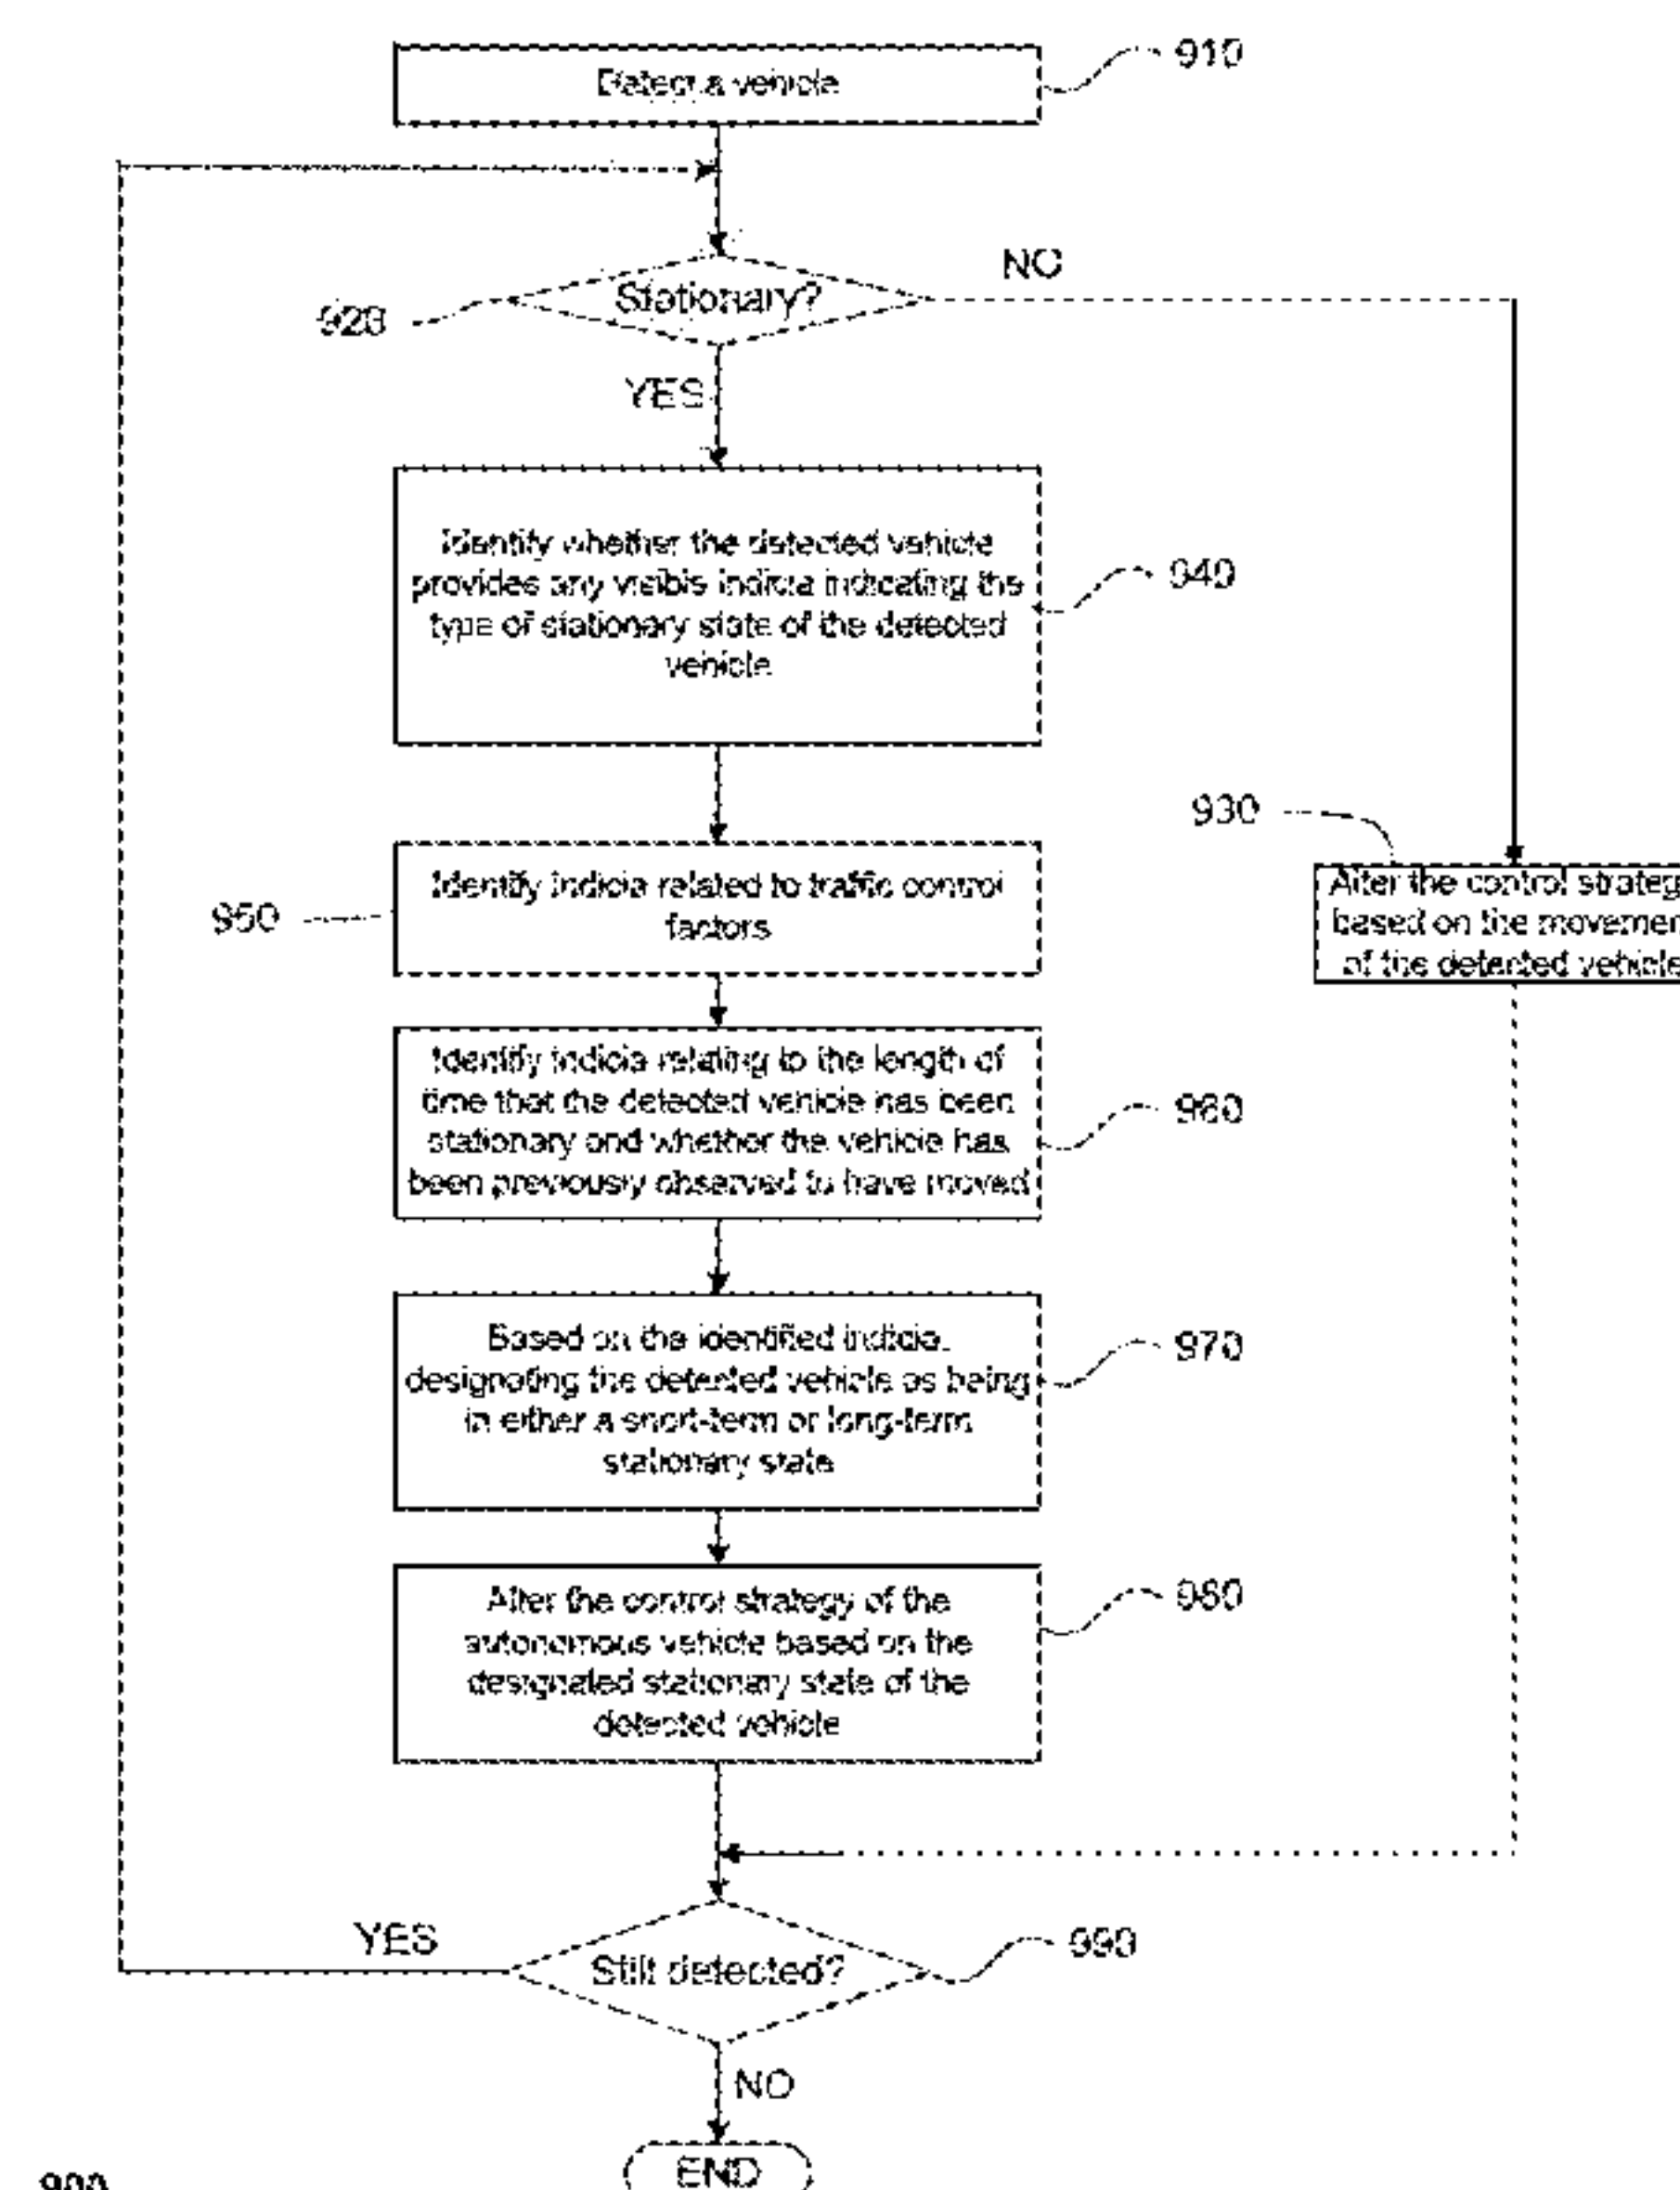 Detect a vehicle
910
NO
Stationary?
920
YES
Identify whether the detected vehicle
provides any visible indicia indicating the
type of stationary state of the detected
vehicle
940
930
Alter the control strateg
based on the movemen
of the detected vehicle
Identify indicia related to traffic control
factors
950
Identify indicia relating to the length of
time that the detected vehicle has been
stationary and whether the vehicle has
been previously observed to have moved
960
Based on the identified indicia,
designating the detected vehicle as being
in either a short-term or long-term
stationary state
970
Alter the control strategy of the
autonomous vehicle based on the
designated stationary state of the
detected vehicle
980
YES
Still detected?
990
NO
END
900